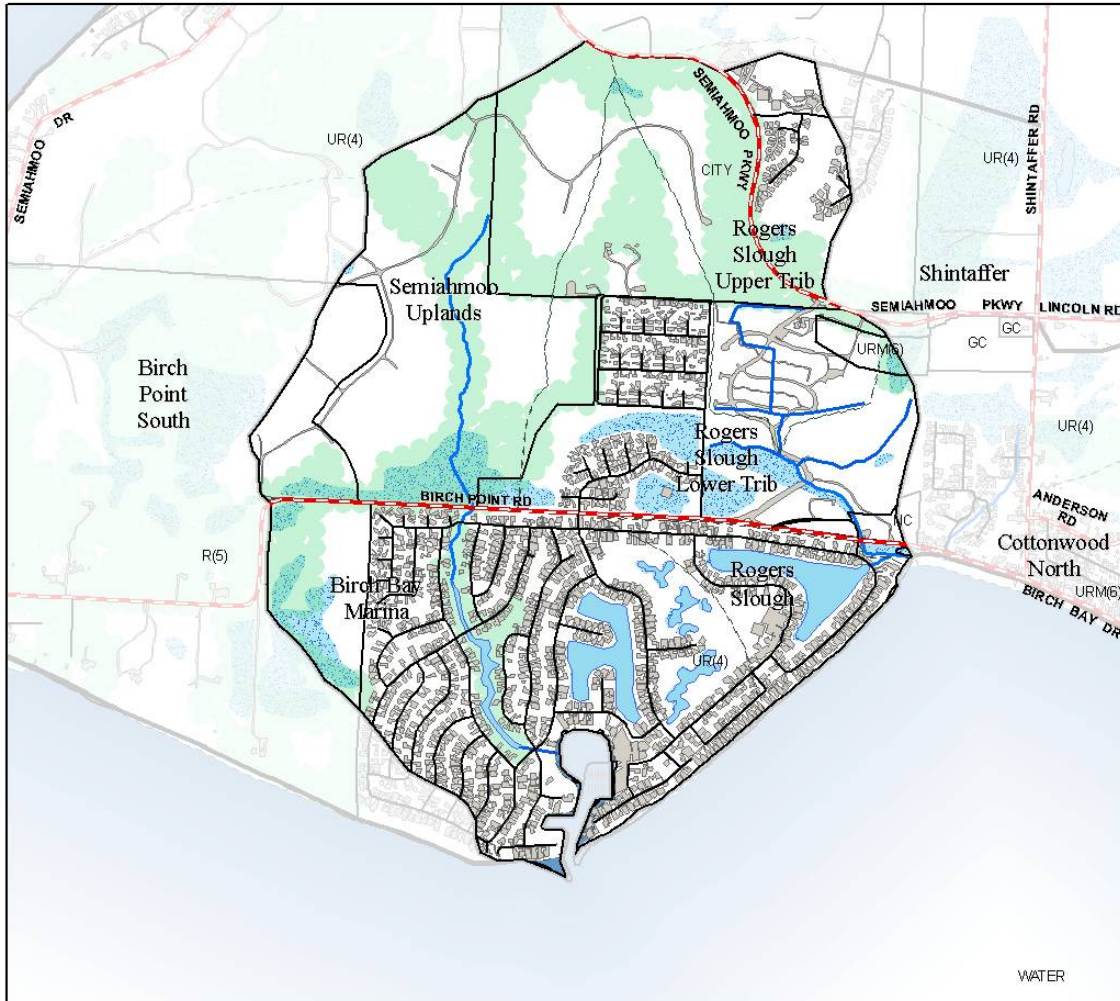 SEMIAHMOO DR
UR(4)
SEMIAHMOO PKWY
CITY
UR(4)
SHINTAFFER RD
Rogers
Slough
Upper Trib
Shintaffer
Semiahmoo
Uplands
SEMIAHMOO PKWY
LINCOLN RD
GC
GC
URM(6)
Birch
Point
South
UR(4)
Rogers
Slough
Lower Trib
BIRCH POINT RD
NC
ANDERSON
RD
Cottonwood
North
R(5)
Birch Bay
Marina
Rogers
Slough
URM(6)
BIRCH BAY DR
UR(4)
WATER